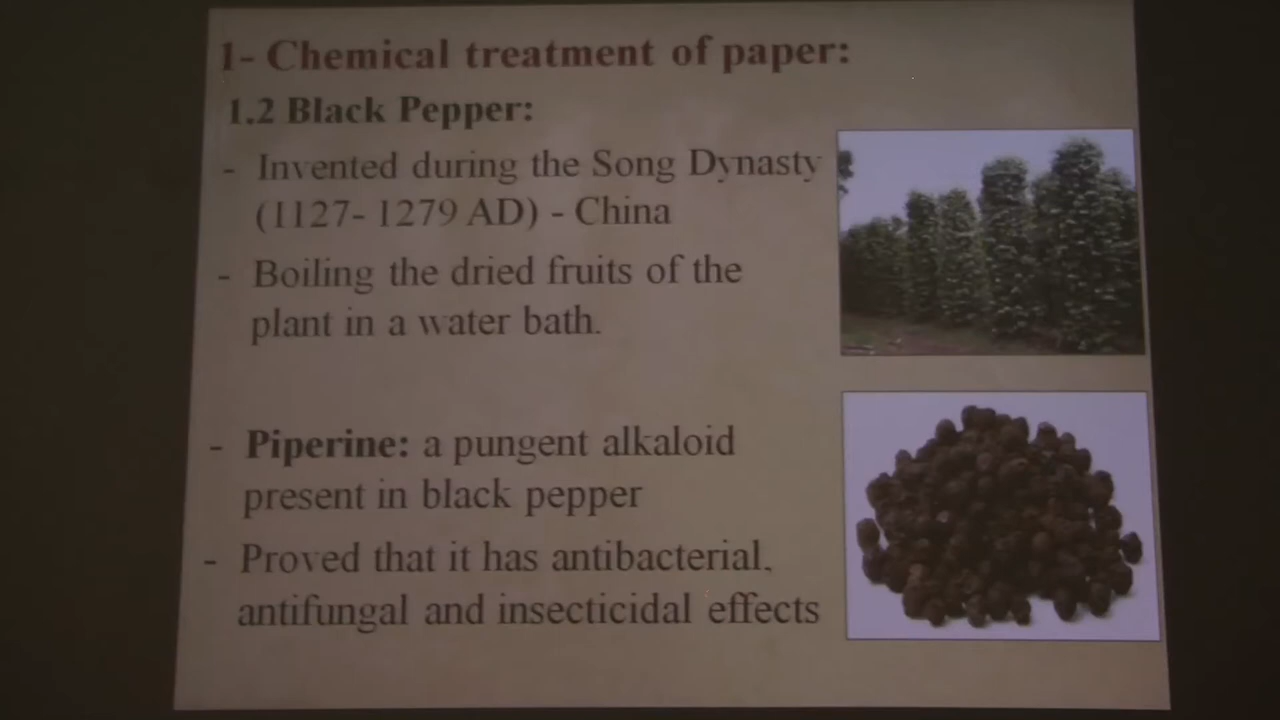 1- Chemical treatment of paper:
1.2 Black Pepper:
- Invented during the Song Dynasty
(1127- 1279 AD) - China
- Boiling the dried fruits of the
plant in a water bath.
- Piperine: a pungent alkaloid
present in black pepper
- Proved that it has antibacterial,
antifungal and insecticidal effects